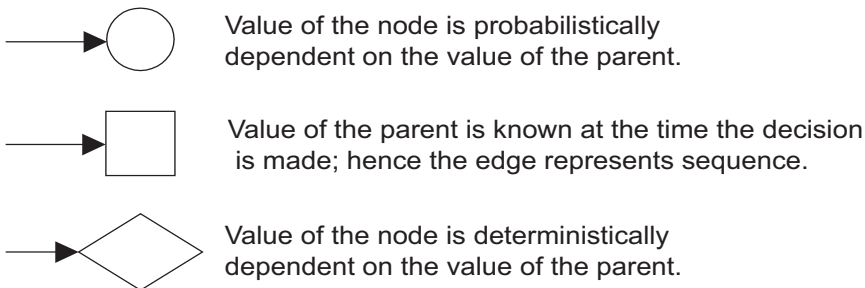 Value of the node is probabilistically
dependent on the value of the parent.
Value of the parent is known at the time the decision
is made; hence the edge represents sequence.
Value of the node is deterministically
dependent on the value of the parent.